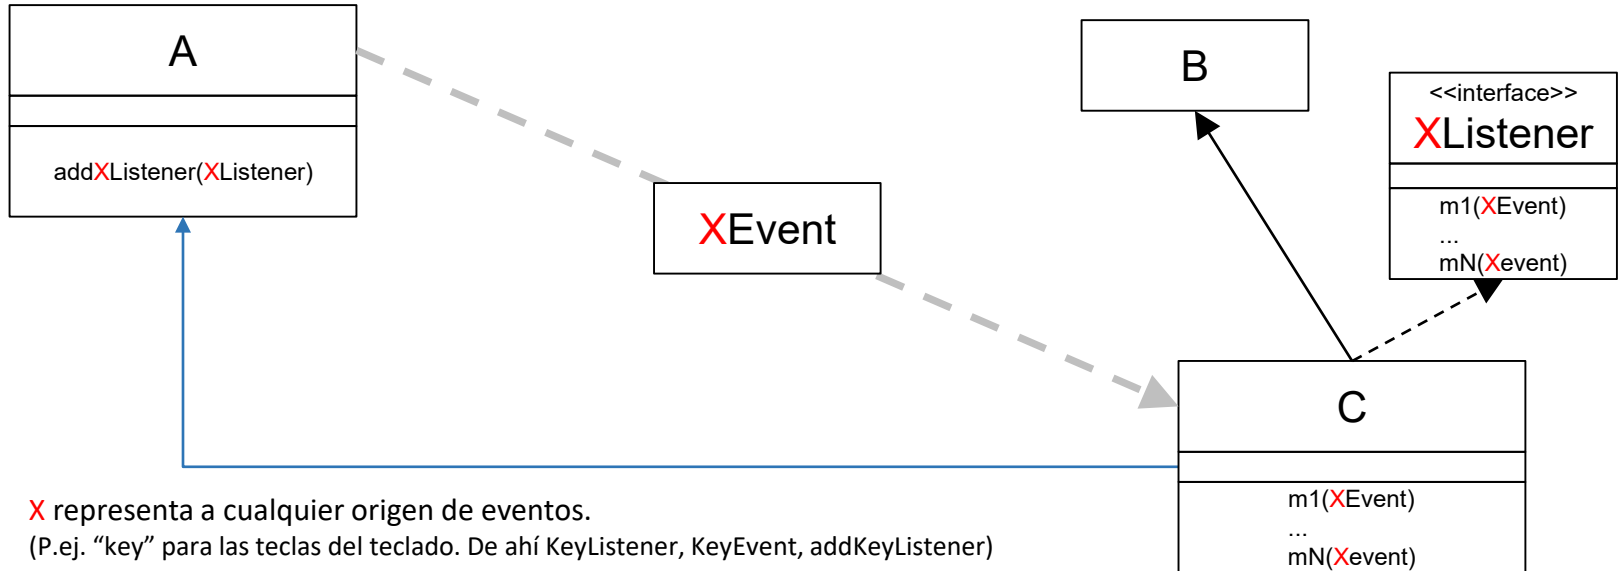 A
addXListener(XListener)
XEvent
B
<<interface>>
XListener
m1(XEvent)
...
mN(Xevent)
C
m1(XEvent)
...
mN(Xevent)
X representa a cualquier origen de eventos.
(P.ej. “key” para las teclas del teclado. De ahí KeyListener, KeyEvent, addKeyListener)